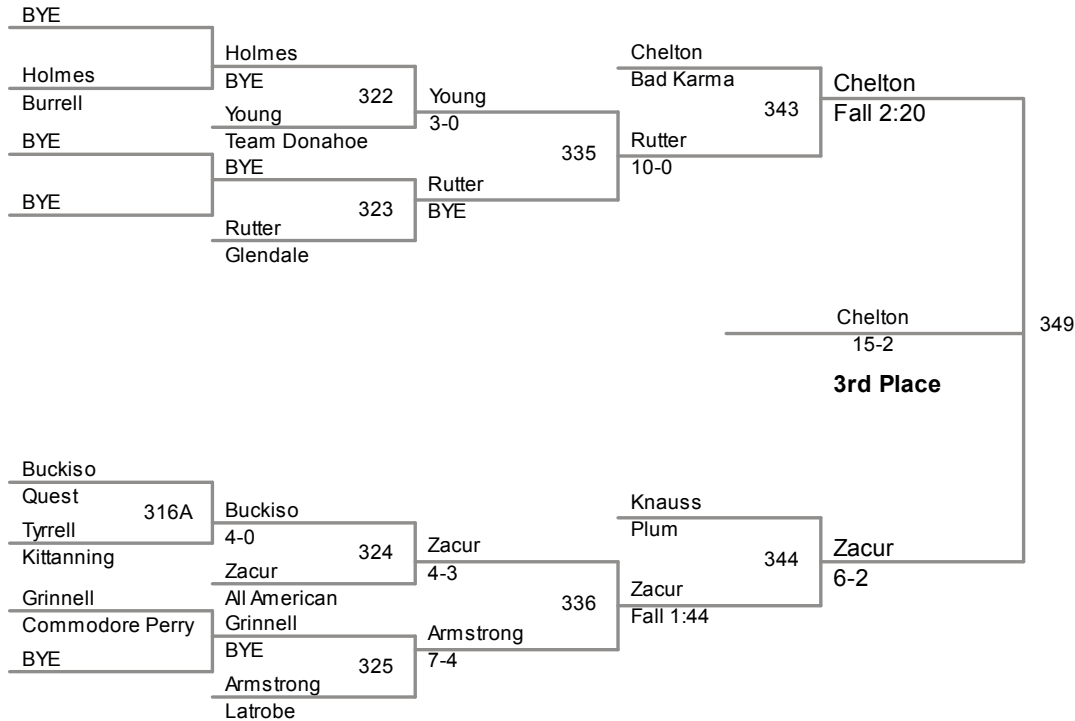 BYE
Holmes
Burrell
BYE
BYE
Holmes
BYE
322
Young
Team Donahoe
BYE
323
Rutter
Glendale
Young
3-0
335
Rutter
BYE
Chelton
Bad Karma
343
Rutter
10-0
Chelton
Fall 2:20
Chelton
15-2
3rd Place
349
Buckiso
Quest
316A
Tyrrell
Kittanning
Grinnell
Commodore Perry
BYE
Buckiso
4-0
324
Zacur
All American
Grinnell
BYE
325
Armstrong
Latrobe
Zacur
4-3
336
Armstrong
7-4
Knauss
Plum
344
Zacur
Fall 1:44
Zacur
6-2